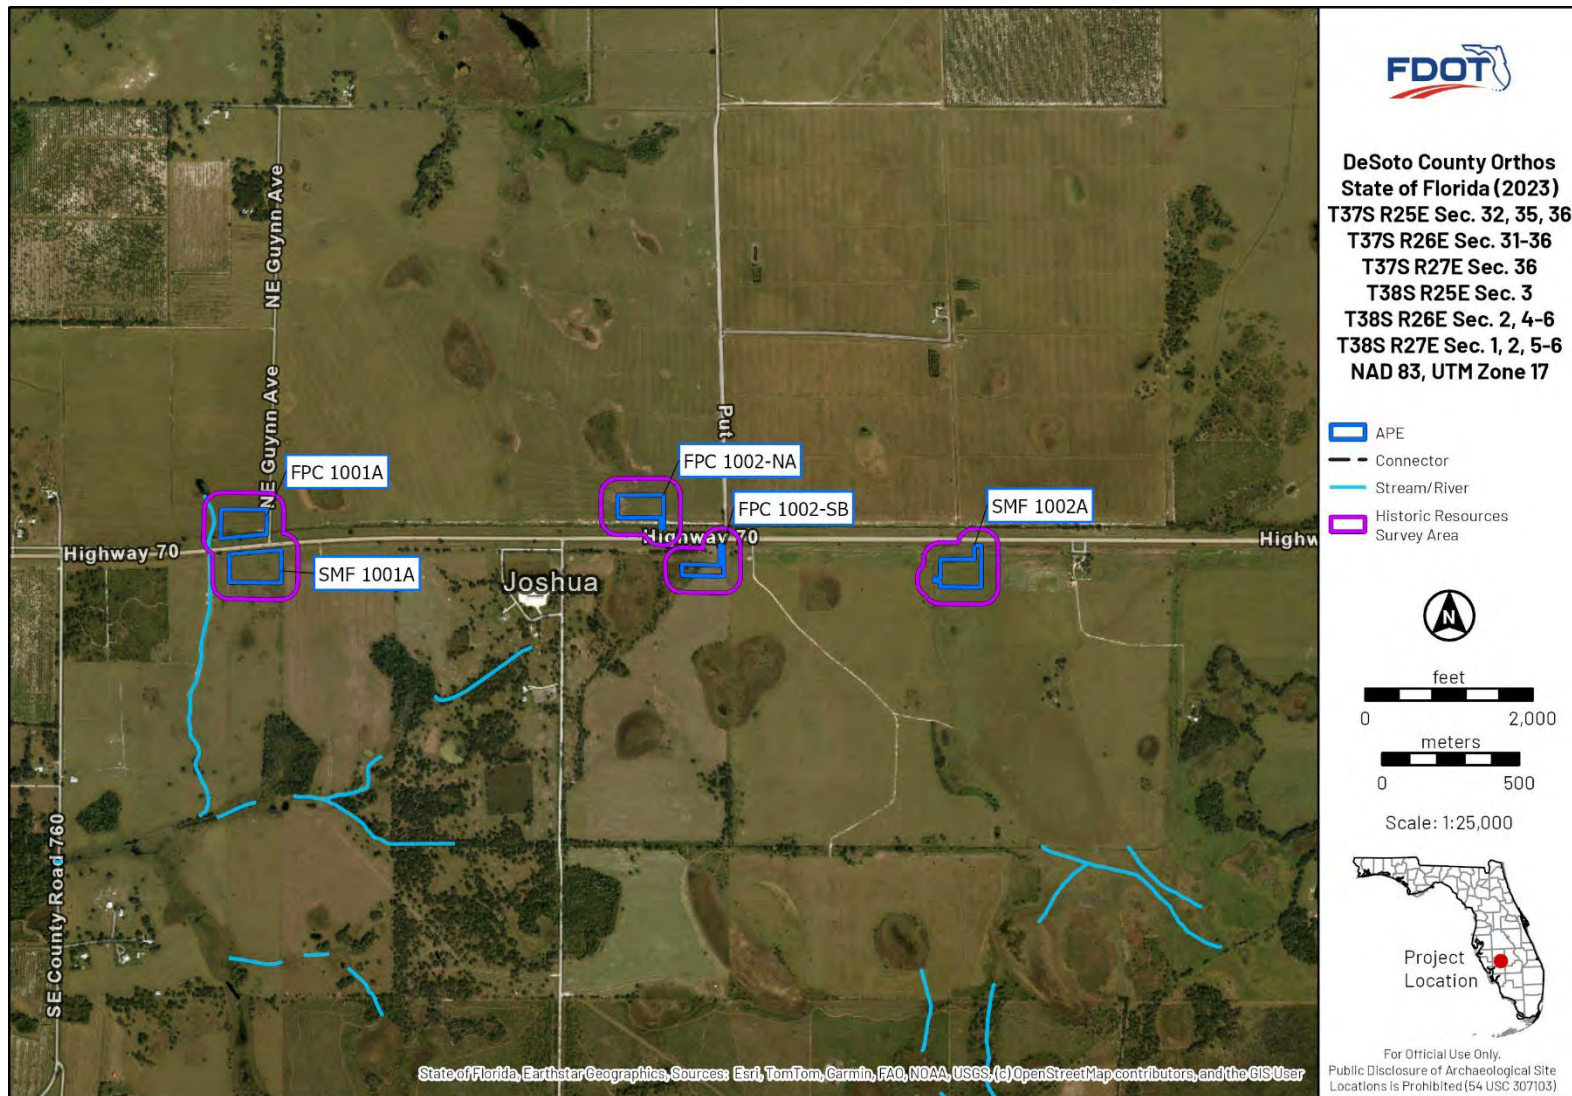 NE Guynn Ave
NE Guynn Ave
Put
FPC 1001A
FPC 1002-NA
FPC 1002-SB
SMF 1002A
Highway 70
Highway 70
Highw
SMF 1001A
Joshua
SE County Road 760
State of Florida, Earthstar Geographics, Sources: Esri, TomTom, Garmin, FAO, NOAA, USGS, (c) OpenStreetMap contributors, and the GIS User
FDOT
DeSoto County Orthos
State of Florida (2023)
T37S R25E Sec. 32, 35, 36
T37S R26E Sec. 31-36
T37S R27E Sec. 36
T38S R25E Sec. 3
T38S R26E Sec. 2, 4-6
T38S R27E Sec. 1, 2, 5-6
NAD 83, UTM Zone 17
APE
Connector
Stream/River
Historic Resources
Survey Area
N
feet
0 2,000
meters
0 500
Scale: 1:25,000
Project
Location
For Official Use Only.
Public Disclosure of Archaeological Site
Locations is Prohibited (54 USC 307103)